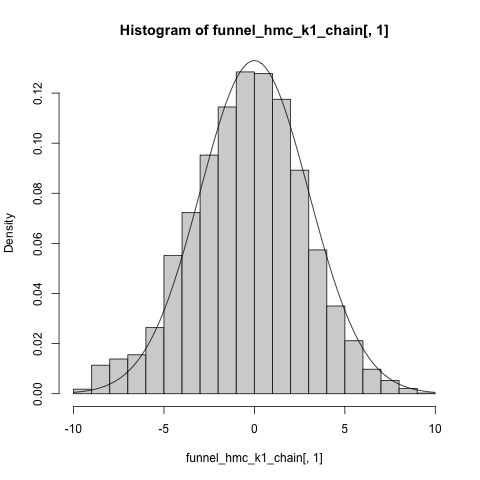 Histogram of funnel_hmc_k1_chain[, 1]
Density
0.12
0.10
0.08
0.06
0.04
0.02
0.00
-10 -5 0 5 10
funnel_hmc_k1_chain[, 1]